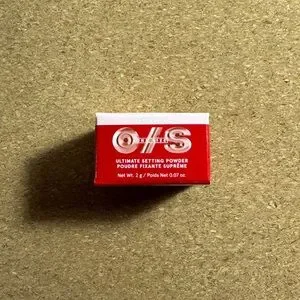 O//S
ULTIMATE SETTING POWDER
POUDRE FIXANTE SUPRÊME
Net Wt. 2 g / Poids Net 0.07 oz.